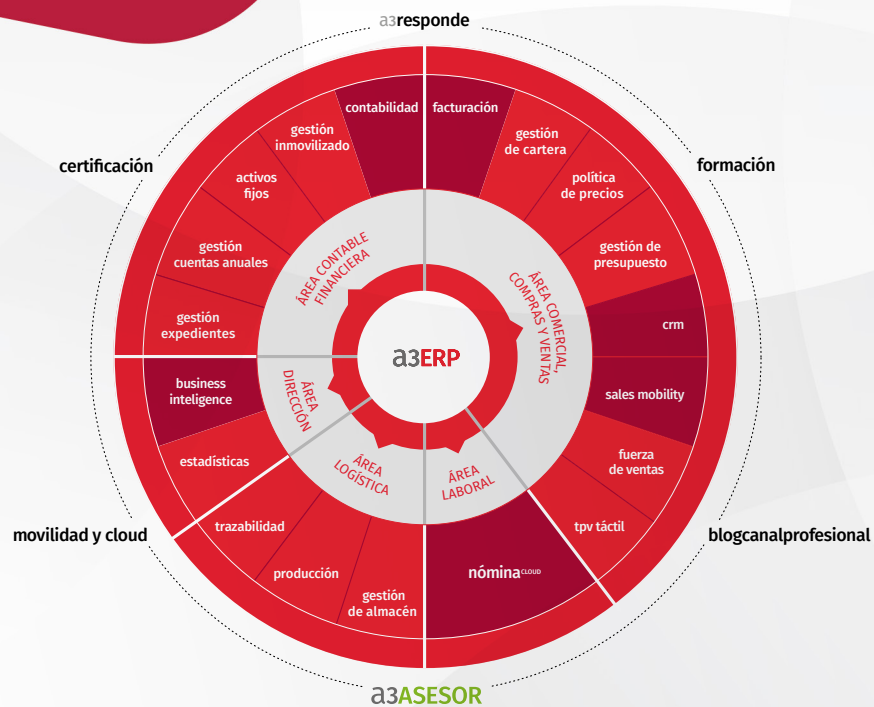 a3responde
contabilidad
facturación
gestión
inmovilizado
gestión
de cartera
certificación
formación
activos
fijos
política
de precios
gestión
cuentas anuales
gestión de
presupuesto
ÁREA CONTABLE
FINANCIERA
ÁREA COMERCIAL,
COMPRAS Y VENTAS
gestión
expedientes
crm
a3ERP
business
inteligence
ÁREA
DIRECCIÓN
sales mobility
estadísticas
fuerza
de ventas
ÁREA
LOGÍSTICA
ÁREA
LABORAL
trazabilidad
tpv táctil
movilidad y cloud
blogcanalprofesional
producción
nóminaCLOUD
gestión
de almacén
a3ASESOR